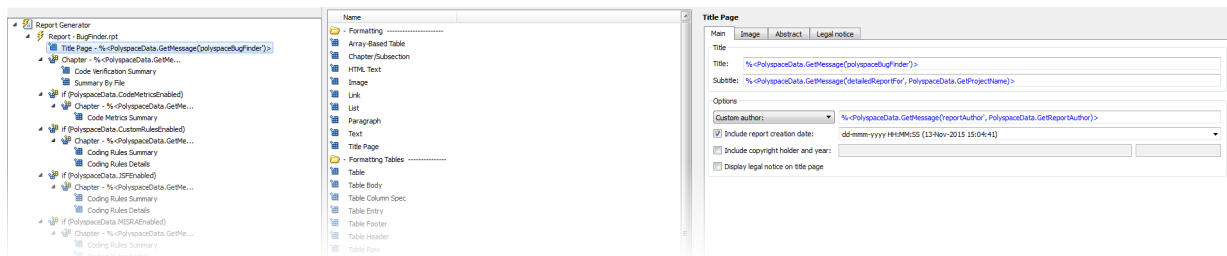 Report Generator
Report - BugFinder.rpt
Title Page - %<PolyspaceData.GetMessage('polyspaceBugFinder')>
Chapter - %<PolyspaceData.GetMe...
Code Verification Summary
Summary By File
if (PolyspaceData.CodeMetricsEnabled)
Chapter - %<PolyspaceData.GetMe...
Code Metrics Summary
if (PolyspaceData.CustomRulesEnabled)
Chapter - %<PolyspaceData.GetMe...
Coding Rules Summary
Coding Rules Details
if (PolyspaceData.JSFEnabled)
Chapter - %<PolyspaceData.GetMe...
Coding Rules Summary
Coding Rules Details
if (PolyspaceData.MISRAEnabled)
Chapter - %<PolyspaceData.GetMe...
Coding Rules Summary
Coding Rules Details
Name
- Formatting ---------------------
Array-Based Table
Chapter/Subsection
HTML Text
Image
Link
List
Paragraph
Text
Title Page
- Formatting Tables --------------
Table
Table Body
Table Column Spec
Table Entry
Table Footer
Table Header
Table Row
Title Page
Main Image Abstract Legal notice
Title
Title: %<PolyspaceData.GetMessage('polyspaceBugFinder')>
Subtitle: %<PolyspaceData.GetMessage('detailedReportFor', PolyspaceData.GetProjectName)>
Options
Custom author: %<PolyspaceData.GetMessage('reportAuthor', PolyspaceData.GetReportAuthor)>
Include report creation date: dd-mmm-yyyy HH:MM:SS (13-Nov-2015 15:04:41)
Include copyright holder and year:
Display legal notice on title page